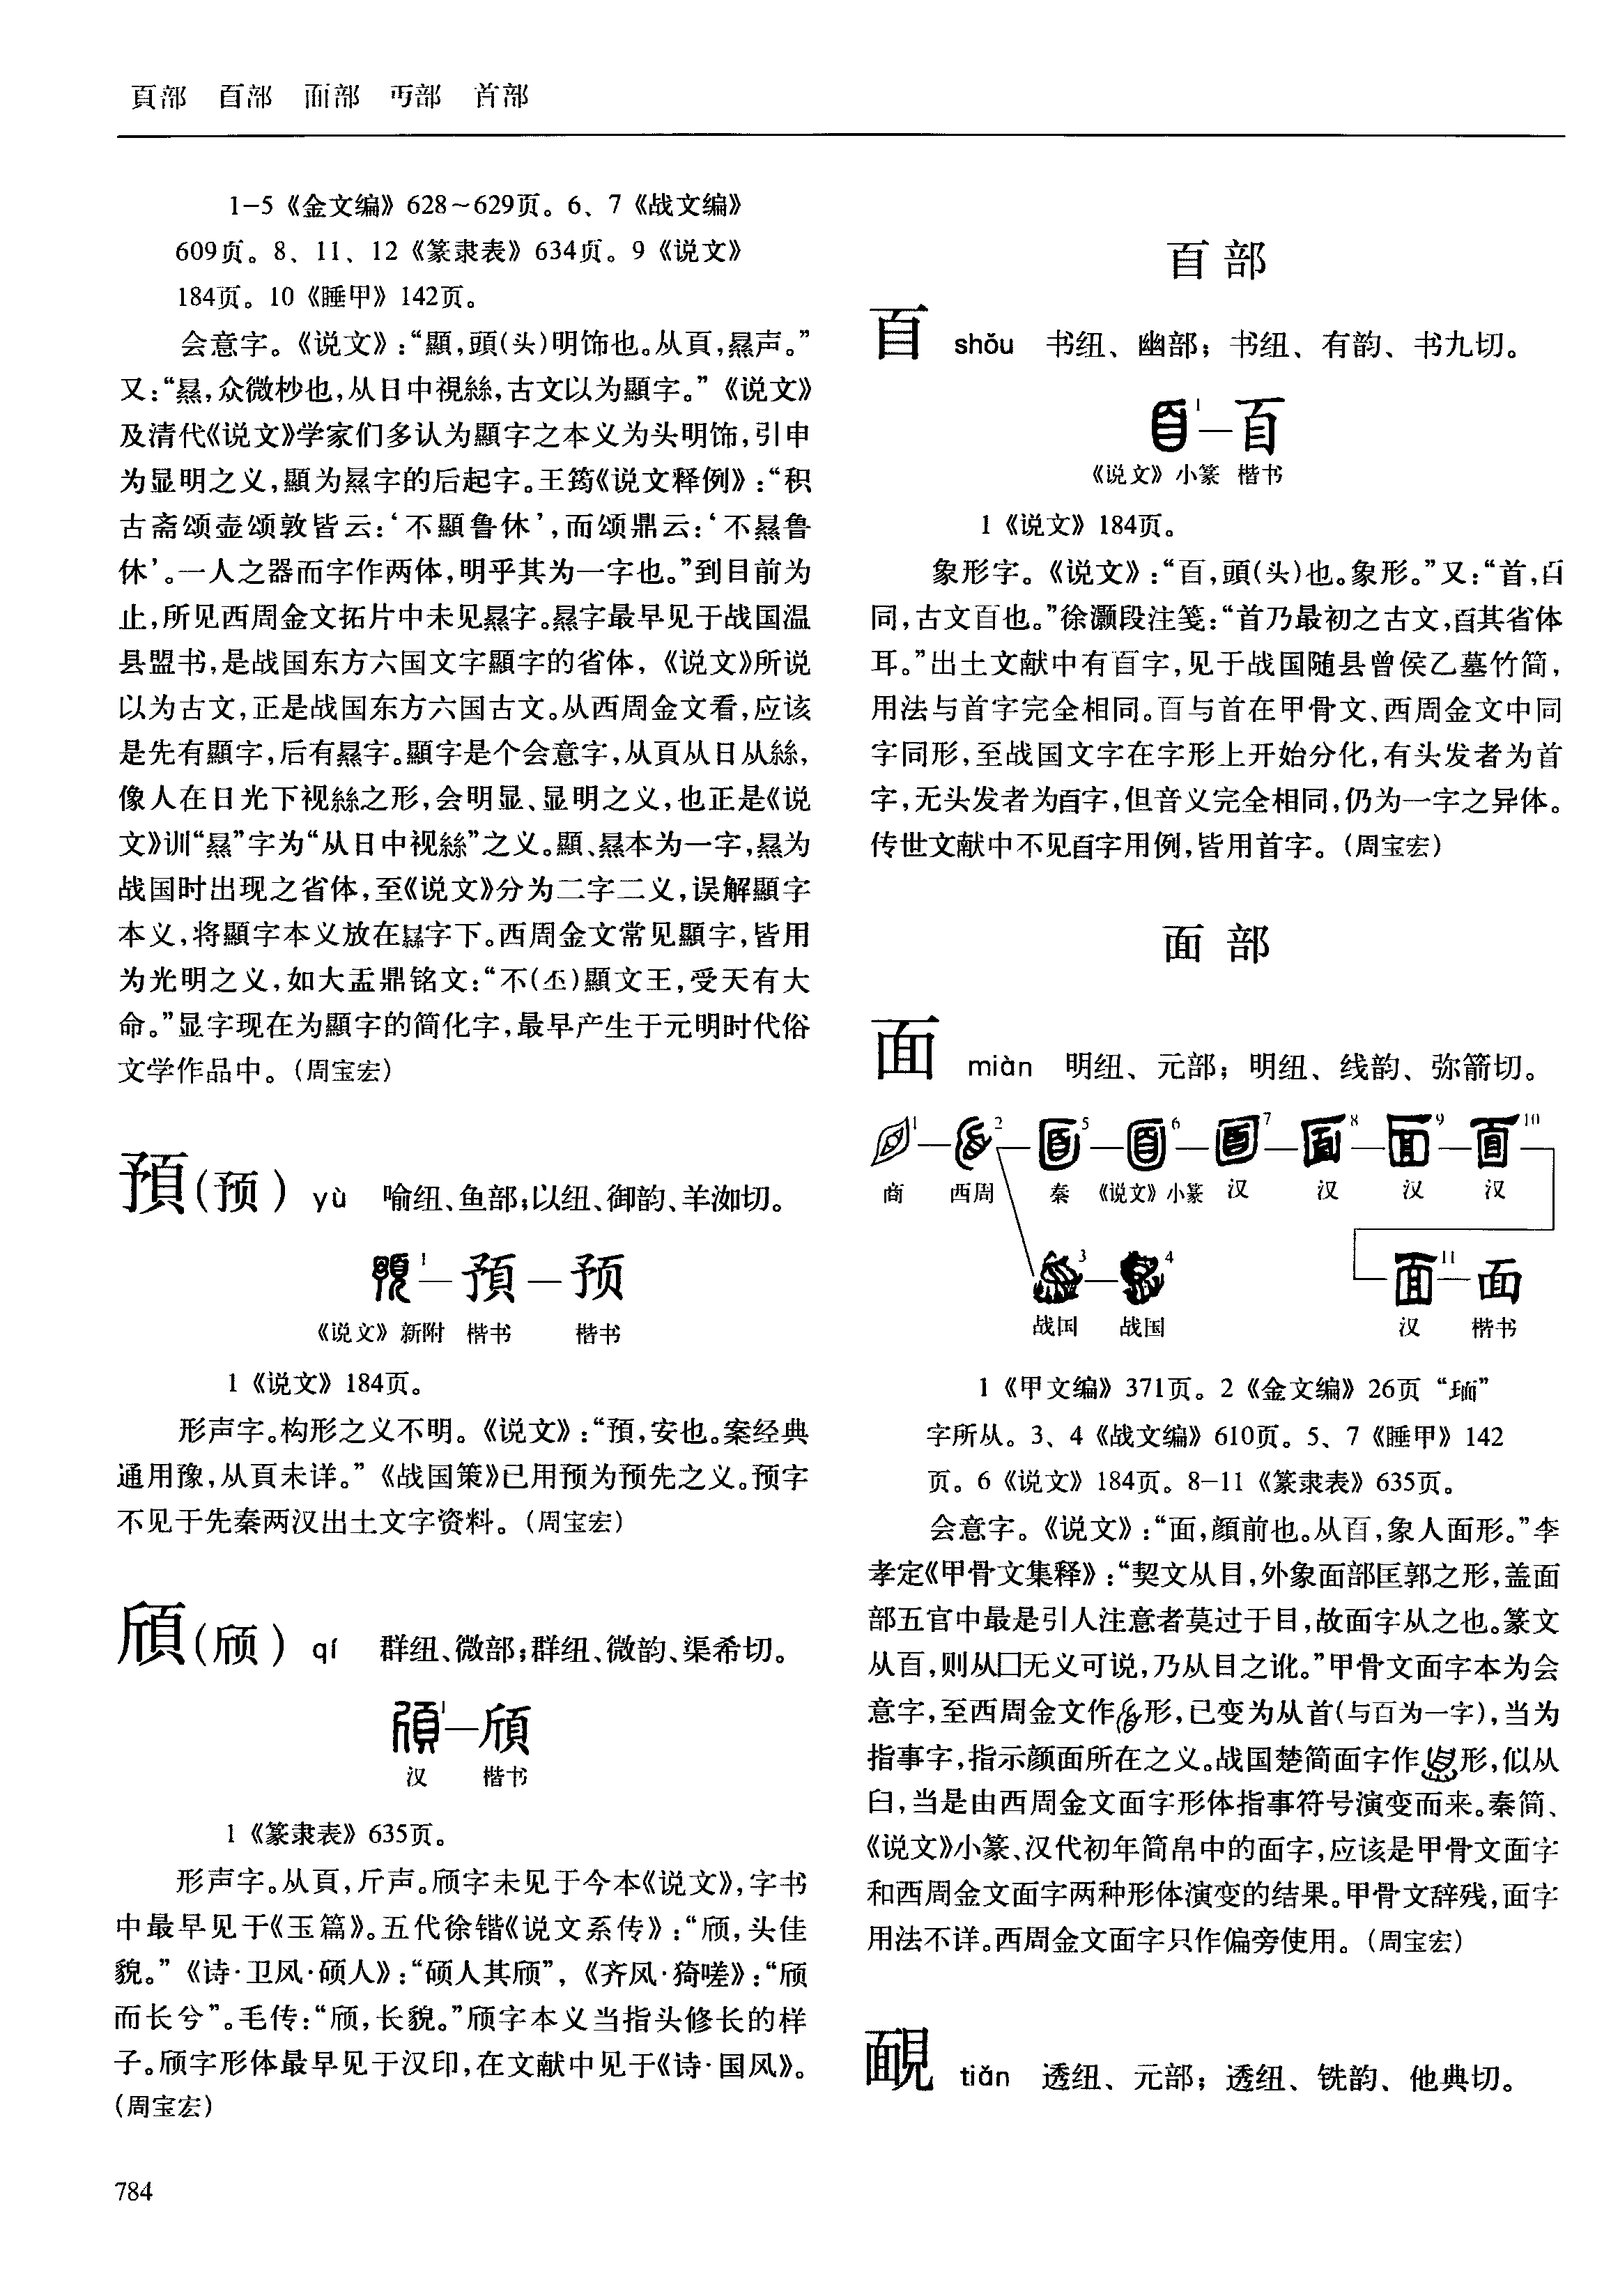 頁部　𦣻部　面部　丏部　首部
1-5《金文编》628～629页。6、7《战文编》
609页。8、11、12《篆隶表》634页。9《说文》
184页。10《睡甲》142页。
会意字。《说文》:“顯,頭(头)明饰也。从頁,㬎声。”
又:“㬎,众微杪也,从日中視絲,古文以为顯字。”《说文》
及清代《说文》学家们多认为顯字之本义为头明饰,引申
为显明之义,顯为㬎字的后起字。王筠《说文释例》:“积
古斋颂壶颂敦皆云:‘不顯鲁休’,而颂鼎云:‘不㬎鲁
休’。一人之器而字作两体,明乎其为一字也。”到目前为
止,所见西周金文拓片中未见㬎字。㬎字最早见于战国温
县盟书,是战国东方六国文字顯字的省体,《说文》所说
以为古文,正是战国东方六国古文。从西周金文看,应该
是先有顯字,后有㬎字。顯字是个会意字,从頁从日从絲,
像人在日光下视絲之形,会明显、显明之义,也正是《说
文》训“㬎”字为“从日中视絲”之义。顯、㬎本为一字,㬎为
战国时出现之省体,至《说文》分为二字二义,误解顯字
本义,将顯字本义放在㬎字下。西周金文常见顯字,皆用
为光明之义,如大盂鼎铭文:“不(丕)顯文王,受天有大
命。”显字现在为顯字的简化字,最早产生于元明时代俗
文学作品中。(周宝宏)
預(预) yù 喻纽、鱼部;以纽、御韵、羊洳切。
1—預—预
《说文》新附 楷书 楷书
1《说文》184页。
形声字。构形之义不明。《说文》:“預,安也。案经典
通用豫,从頁未详。”《战国策》已用预为预先之义。预字
不见于先秦两汉出土文字资料。(周宝宏)
頎(颀) qí 群纽、微部;群纽、微韵、渠希切。
1—頎
汉 楷书
1《篆隶表》635页。
形声字。从頁,斤声。颀字未见于今本《说文》,字书
中最早见于《玉篇》。五代徐锴《说文系传》:“颀,头佳
貌。”《诗·卫风·硕人》:“硕人其颀”,《齐风·猗嗟》:“颀
而长兮”。毛传:“颀,长貌。”颀字本义当指头修长的样
子。颀字形体最早见于汉印,在文献中见于《诗·国风》。
(周宝宏)
784
𦣻部
𦣻 shǒu 书纽、幽部;书纽、有韵、书九切。
1—𦣻
《说文》小篆 楷书
1《说文》184页。
象形字。《说文》:“𦣻,頭(头)也。象形。”又:“首,𦣻
同,古文𦣻也。”徐灏段注笺:“首乃最初之古文,𦣻其省体
耳。”出土文献中有𦣻字,见于战国随县曾侯乙墓竹简,
用法与首字完全相同。𦣻与首在甲骨文、西周金文中同
字同形,至战国文字在字形上开始分化,有头发者为首
字,无头发者为𦣻字,但音义完全相同,仍为一字之异体。
传世文献中不见𦣻字用例,皆用首字。(周宝宏)
面部
面 miàn 明纽、元部;明纽、线韵、弥箭切。
1—2—5—6—7—8—9—10
商 西周 秦 《说文》小篆 汉 汉 汉 汉
3—4 11—面
战国 战国 汉 楷书
1《甲文编》371页。2《金文编》26页“𤨔”
字所从。3、4《战文编》610页。5、7《睡甲》142
页。6《说文》184页。8-11《篆隶表》635页。
会意字。《说文》:“面,顔前也。从𦣻,象人面形。”李
孝定《甲骨文集释》:“契文从目,外象面部匡郭之形,盖面
部五官中最是引人注意者莫过于目,故面字从之也。篆文
从𦣻,则从囗无义可说,乃从目之讹。”甲骨文面字本为会
意字,至西周金文作形,已变为从首(与𦣻为一字),当为
指事字,指示颜面所在之义。战国楚简面字作形,似从
臼,当是由西周金文面字形体指事符号演变而来。秦简、
《说文》小篆、汉代初年简帛中的面字,应该是甲骨文面字
和西周金文面字两种形体演变的结果。甲骨文辞残,面字
用法不详。西周金文面字只作偏旁使用。(周宝宏)
靦 tiǎn 透纽、元部;透纽、铣韵、他典切。